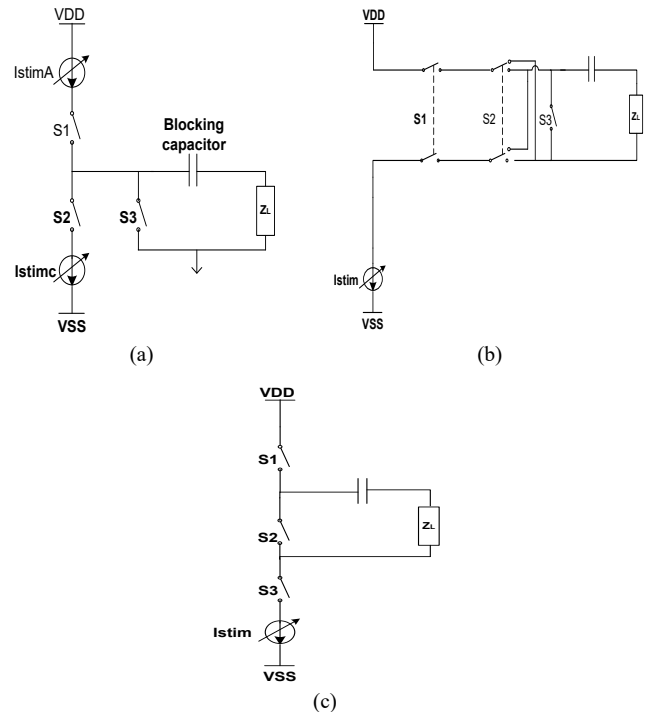 VDD
IstimA
S1
Blocking
capacitor
S2
S3
ZL
Istimc
VSS
(a)
VDD
S1
S2
S3
ZL
Istim
VSS
(b)
VDD
S1
S2
ZL
S3
Istim
VSS
(c)